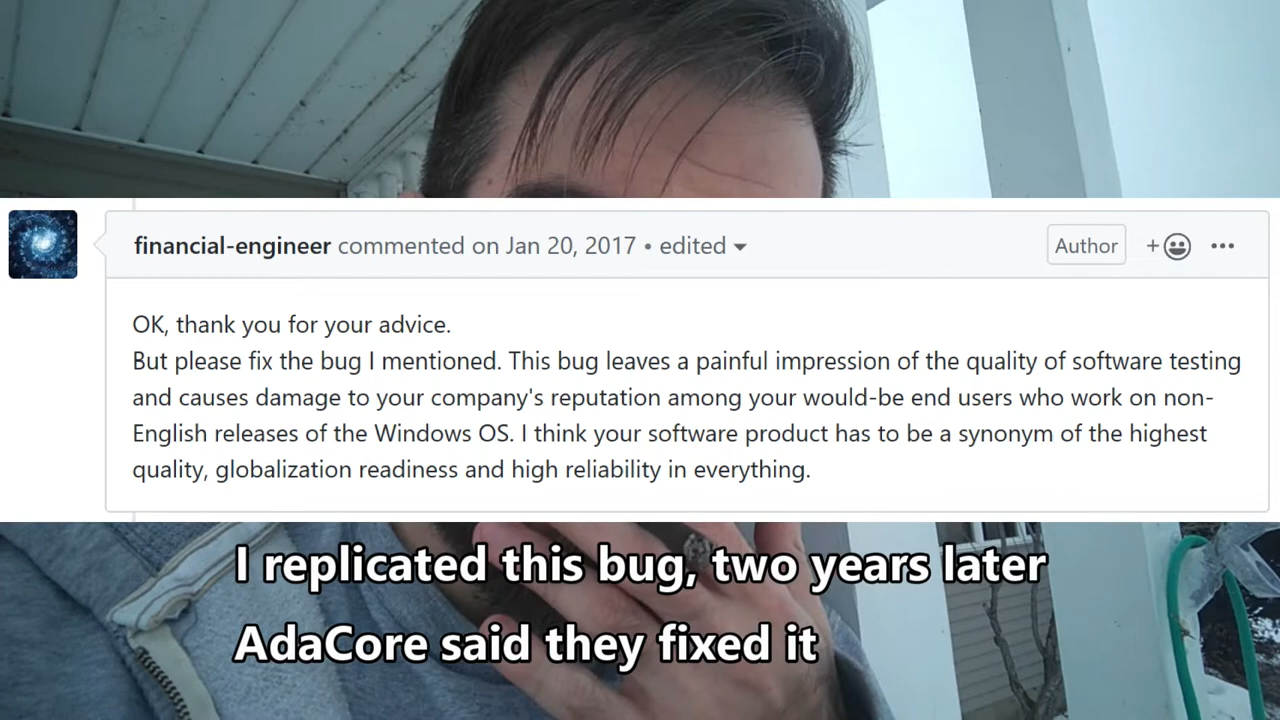 financial-engineer commented on Jan 20, 2017 • edited
Author
OK, thank you for your advice.
But please fix the bug I mentioned. This bug leaves a painful impression of the quality of software testing
and causes damage to your company's reputation among your would-be end users who work on non-
English releases of the Windows OS. I think your software product has to be a synonym of the highest
quality, globalization readiness and high reliability in everything.
I replicated this bug, two years later
AdaCore said they fixed it